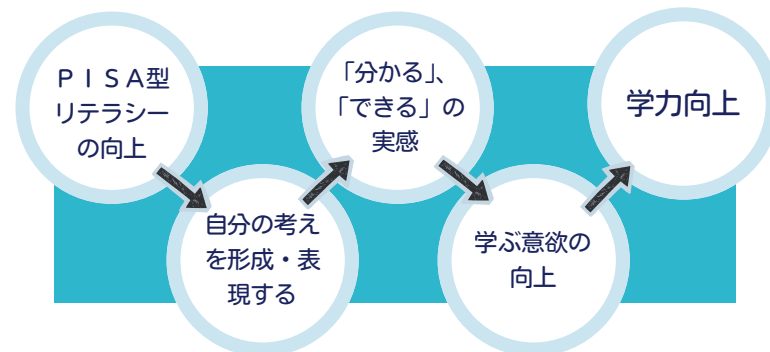 ＰＩＳＡ型
リテラシー
の向上
自分の考え
を形成・表
現する
「分かる」、
「できる」の
実感
学ぶ意欲の
向上
学力向上